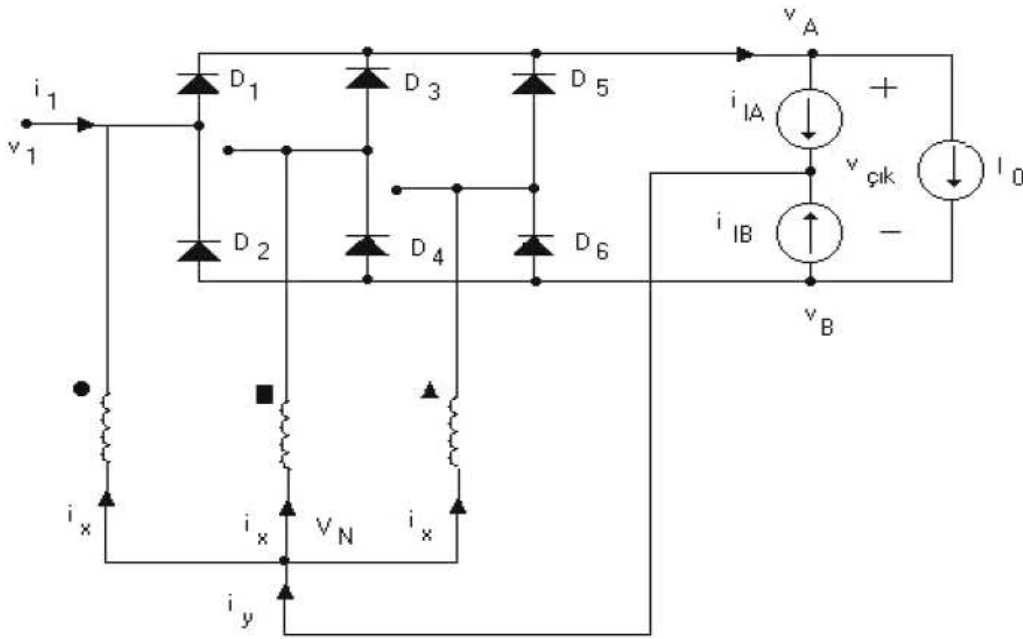 v A
i 1
D 1
D 3
D 5
i IA
+
v 1
v çık
I 0
D 2
D 4
D 6
i IB
−
v B
i x
i x
V N
i x
i y